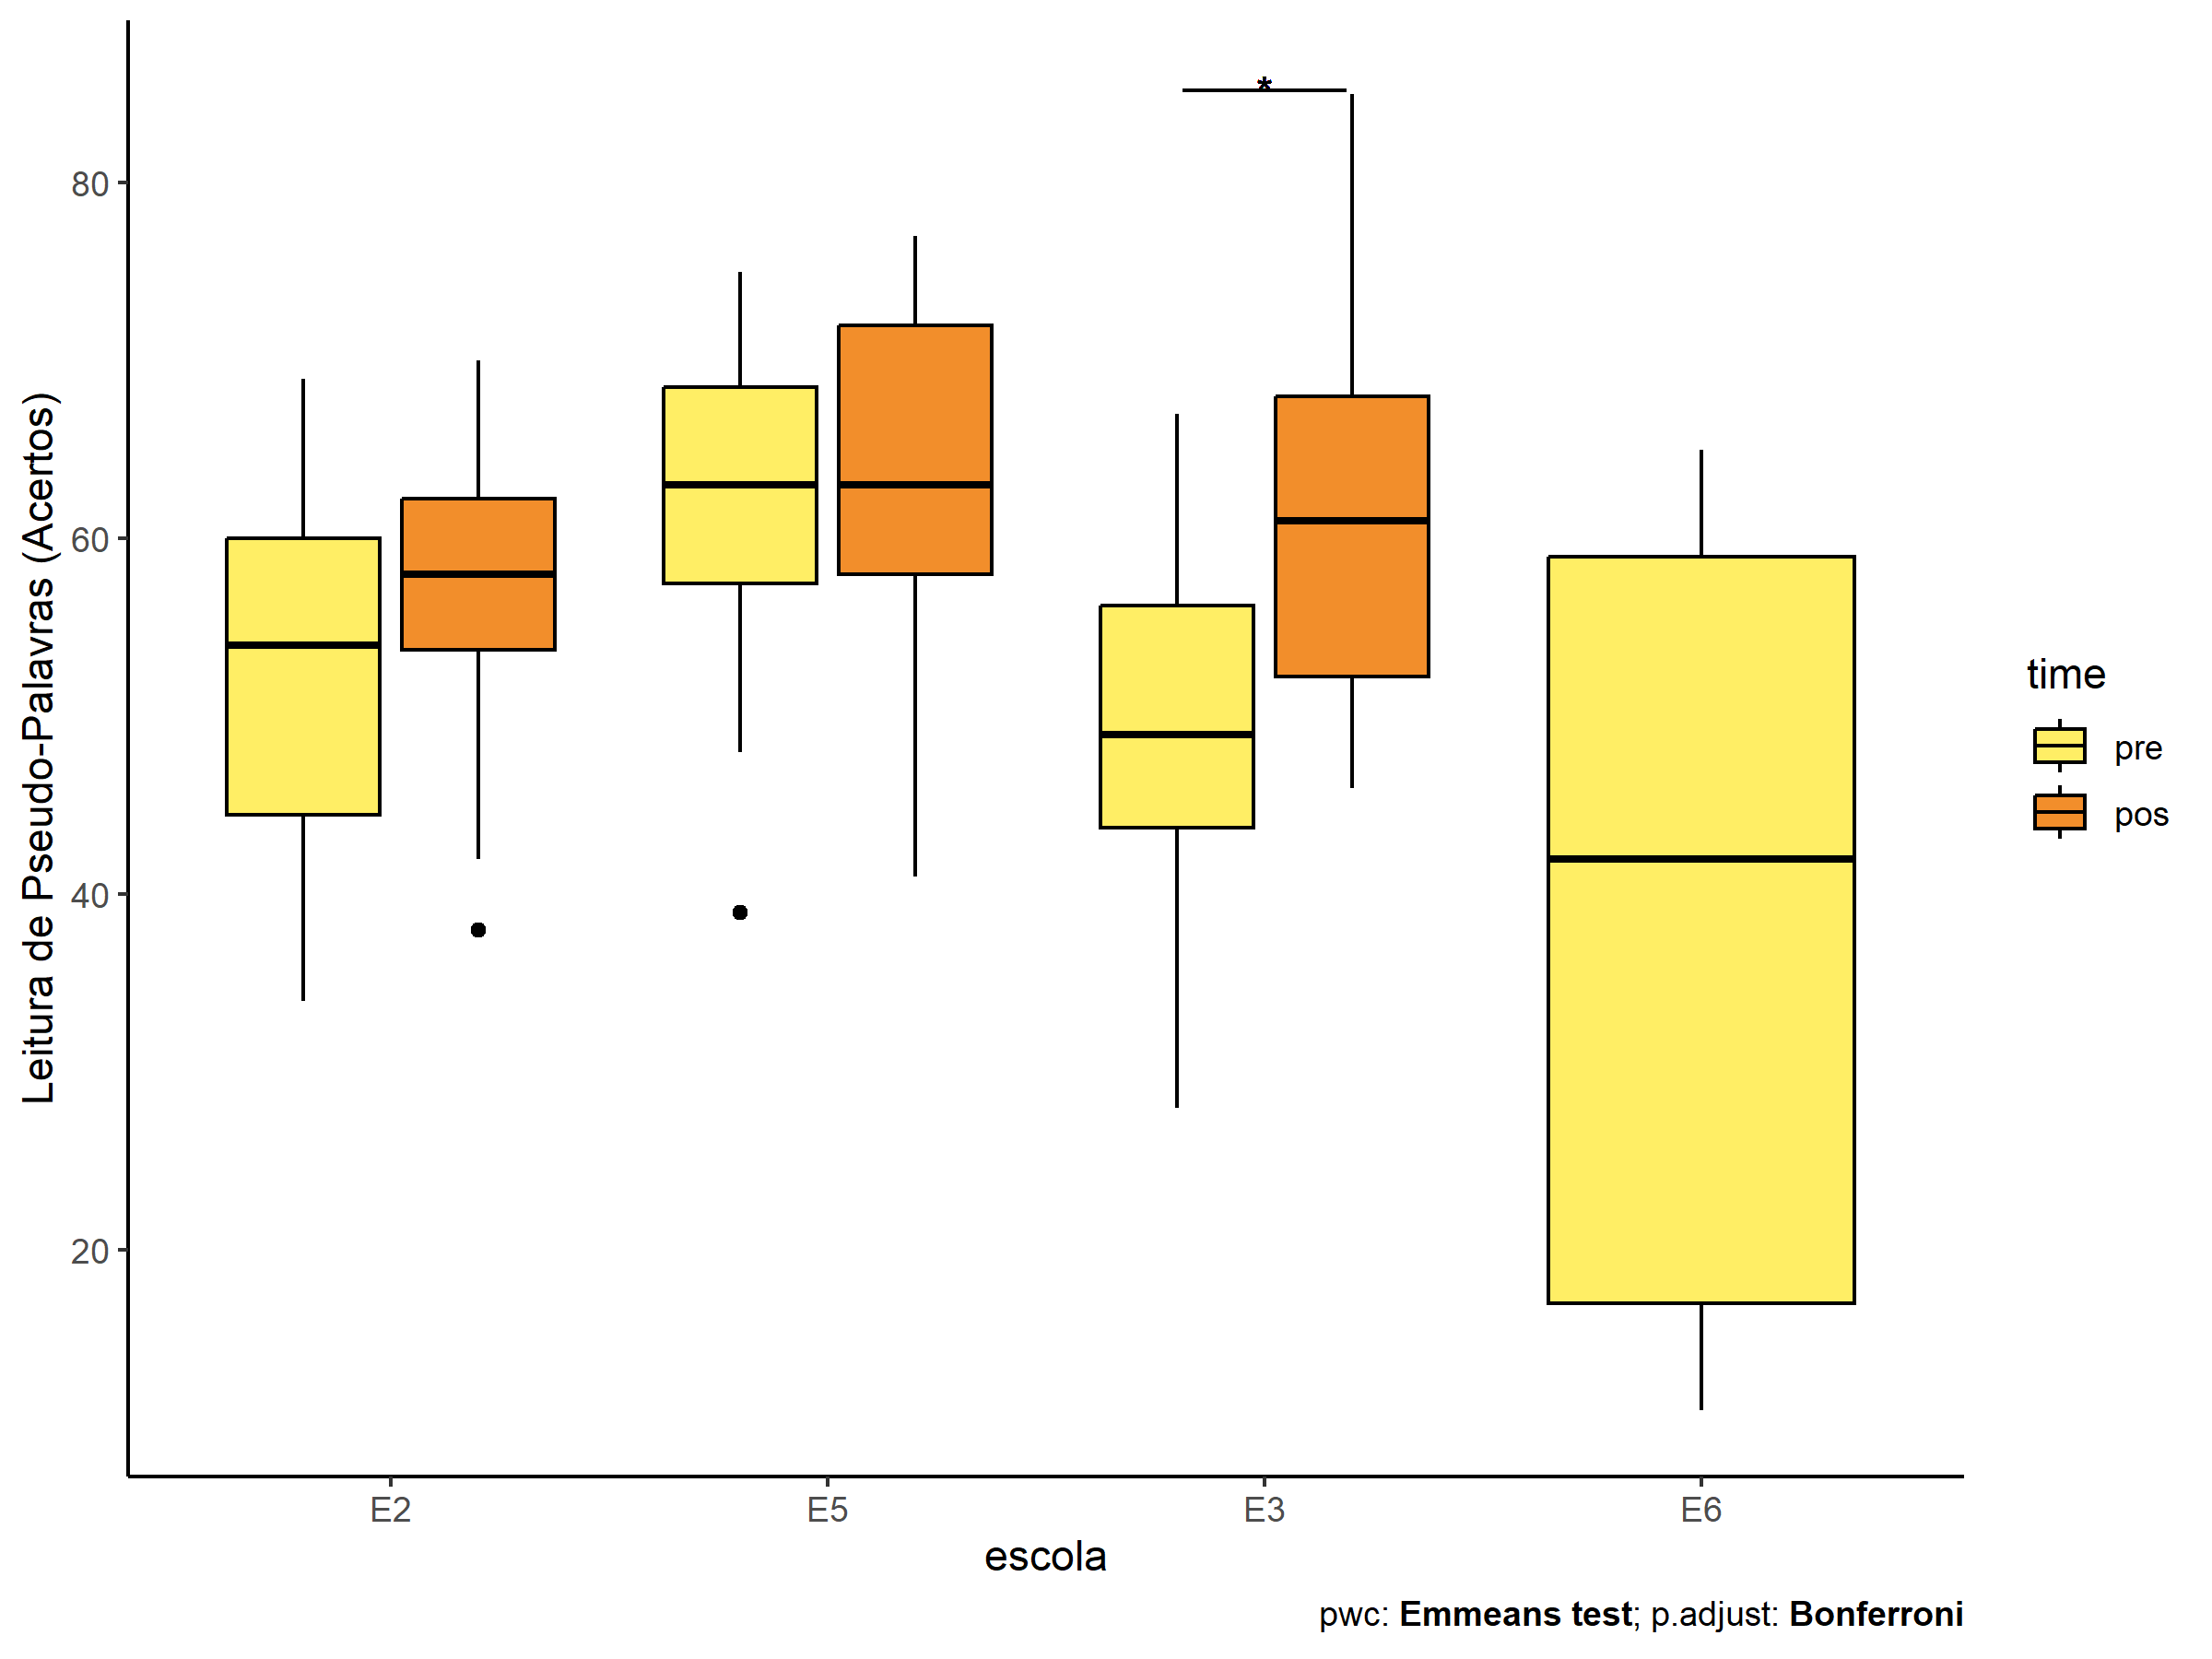 *
80
60
40
20
Leitura de Pseudo-Palavras (Acertos)
E2 E5 E3 E6
escola
time
pre
pos
pwc: Emmeans test; p.adjust: Bonferroni